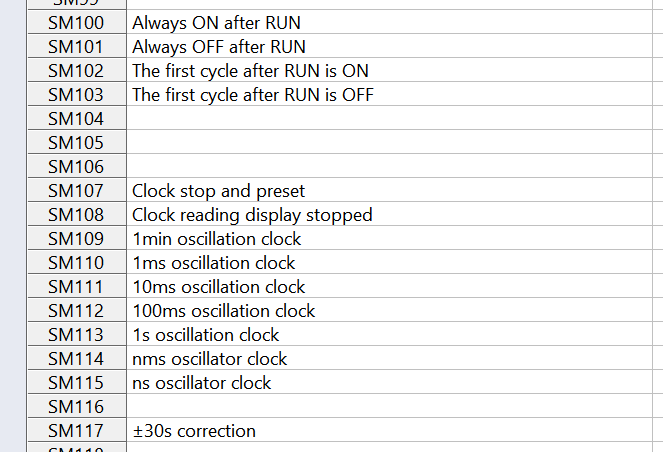 SM99
SM100 Always ON after RUN
SM101 Always OFF after RUN
SM102 The first cycle after RUN is ON
SM103 The first cycle after RUN is OFF
SM104
SM105
SM106
SM107 Clock stop and preset
SM108 Clock reading display stopped
SM109 1min oscillation clock
SM110 1ms oscillation clock
SM111 10ms oscillation clock
SM112 100ms oscillation clock
SM113 1s oscillation clock
SM114 nms oscillator clock
SM115 ns oscillator clock
SM116
SM117 ±30s correction
SM118